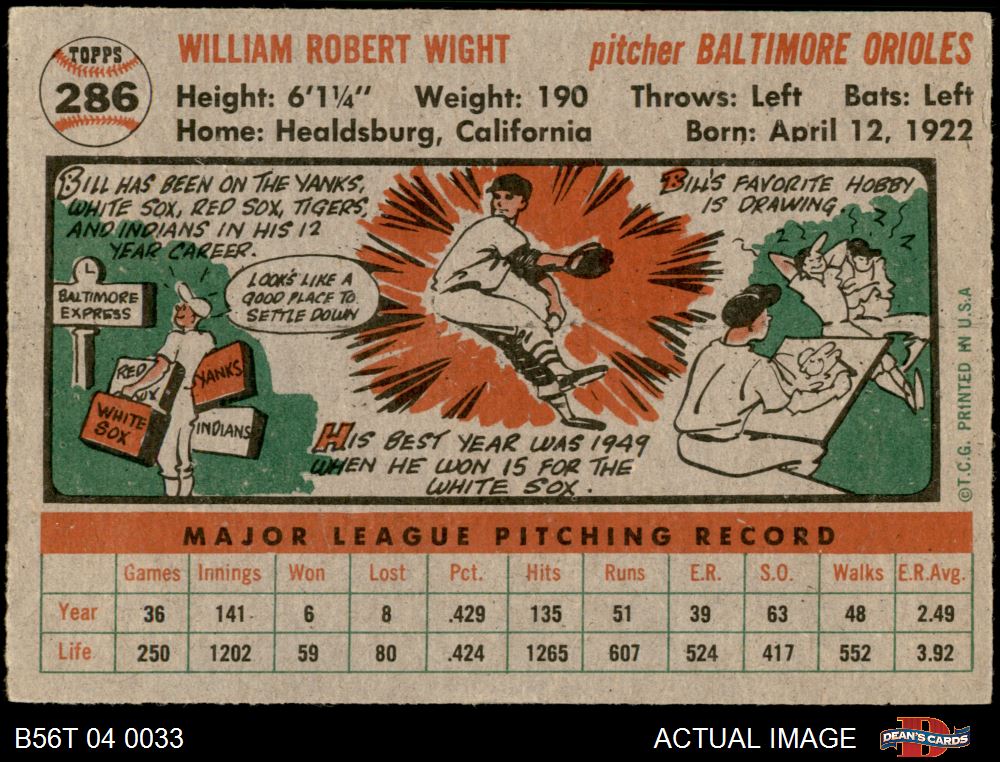 TOPPS
286
WILLIAM ROBERT WIGHT
pitcher BALTIMORE ORIOLES
Height: 6'1¼" Weight: 190 Throws: Left Bats: Left
Home: Healdsburg, California Born: April 12, 1922
BILL HAS BEEN ON THE YANKS,
WHITE SOX, RED SOX, TIGERS,
AND INDIANS IN HIS 12
YEAR CAREER.
BALTIMORE
EXPRESS
LOOKS LIKE A
GOOD PLACE TO
SETTLE DOWN
RED
SOX
YANKS
WHITE
SOX
INDIANS
HIS BEST YEAR WAS 1949
WHEN HE WON 15 FOR THE
WHITE SOX.
BILL'S FAVORITE HOBBY
IS DRAWING
Z Z Z Z
©T.C.G. PRINTED IN U.S.A
MAJOR LEAGUE PITCHING RECORD
Games Innings Won Lost Pct. Hits Runs E.R. S.O. Walks E.R.Avg.
Year 36 141 6 8 .429 135 51 39 63 48 2.49
Life 250 1202 59 80 .424 1265 607 524 417 552 3.92
B56T 04 0033
ACTUAL IMAGE
D
DEAN'S CARDS